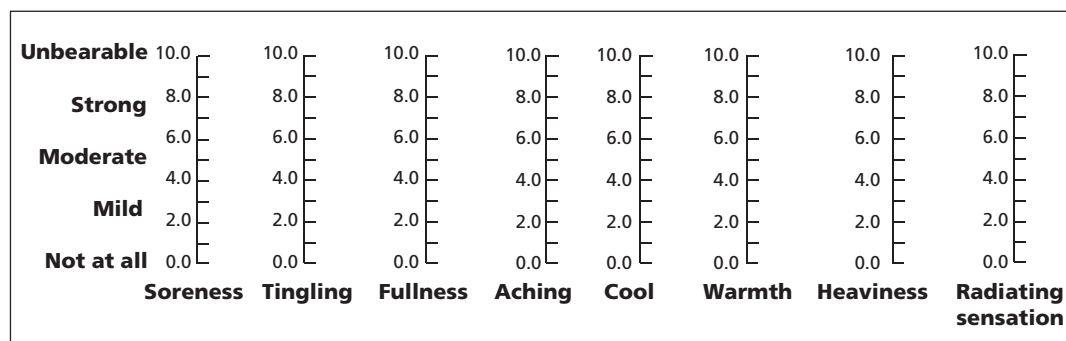 Unbearable 10.0 10.0 10.0 10.0 10.0 10.0 10.0 10.0
Strong 8.0 8.0 8.0 8.0 8.0 8.0 8.0 8.0
6.0 6.0 6.0 6.0 6.0 6.0 6.0 6.0
Moderate
4.0 4.0 4.0 4.0 4.0 4.0 4.0 4.0
Mild
2.0 2.0 2.0 2.0 2.0 2.0 2.0 2.0
Not at all 0.0 0.0 0.0 0.0 0.0 0.0 0.0 0.0
Soreness Tingling Fullness Aching Cool Warmth Heaviness Radiating
sensation